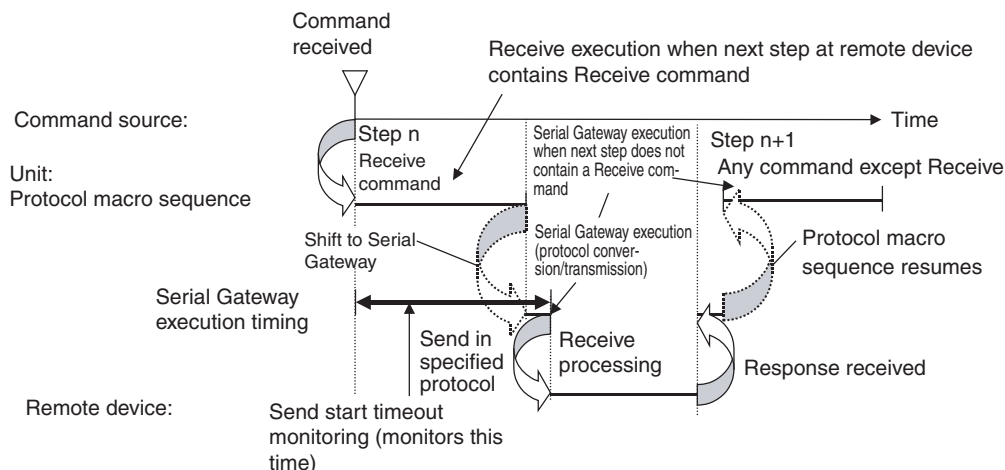 Command
received
Receive execution when next step at remote device
contains Receive command
Command source:
Time
Step n
Receive
command
Serial Gateway execution
when next step does not
contain a Receive com-
mand
Step n+1
Any command except Receive
Unit:
Protocol macro sequence
Shift to Serial
Gateway
Serial Gateway execution
(protocol conver-
sion/transmission)
Protocol macro
sequence resumes
Serial Gateway
execution timing
Send in
specified
protocol
Receive
processing
Response received
Remote device:
Send start timeout
monitoring (monitors this
time)